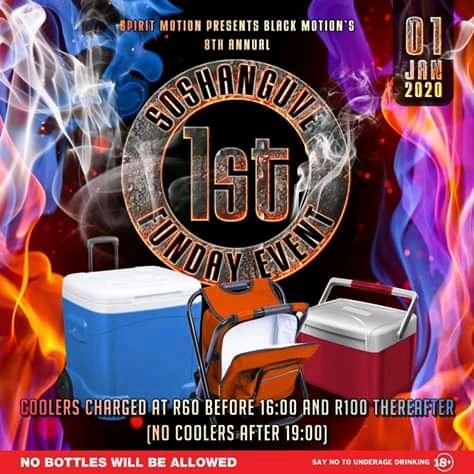 SPIRIT MOTION PRESENTS BLACK MOTION'S
8TH ANNUAL
01
JAN
2020
SOSHANGUVE
1st
FUNDAY EVENT
COOLERS CHARGED AT R60 BEFORE 16:00 AND R100 THEREAFTER
(NO COOLERS AFTER 19:00)
NO BOTTLES WILL BE ALLOWED
SAY NO TO UNDERAGE DRINKING 18+